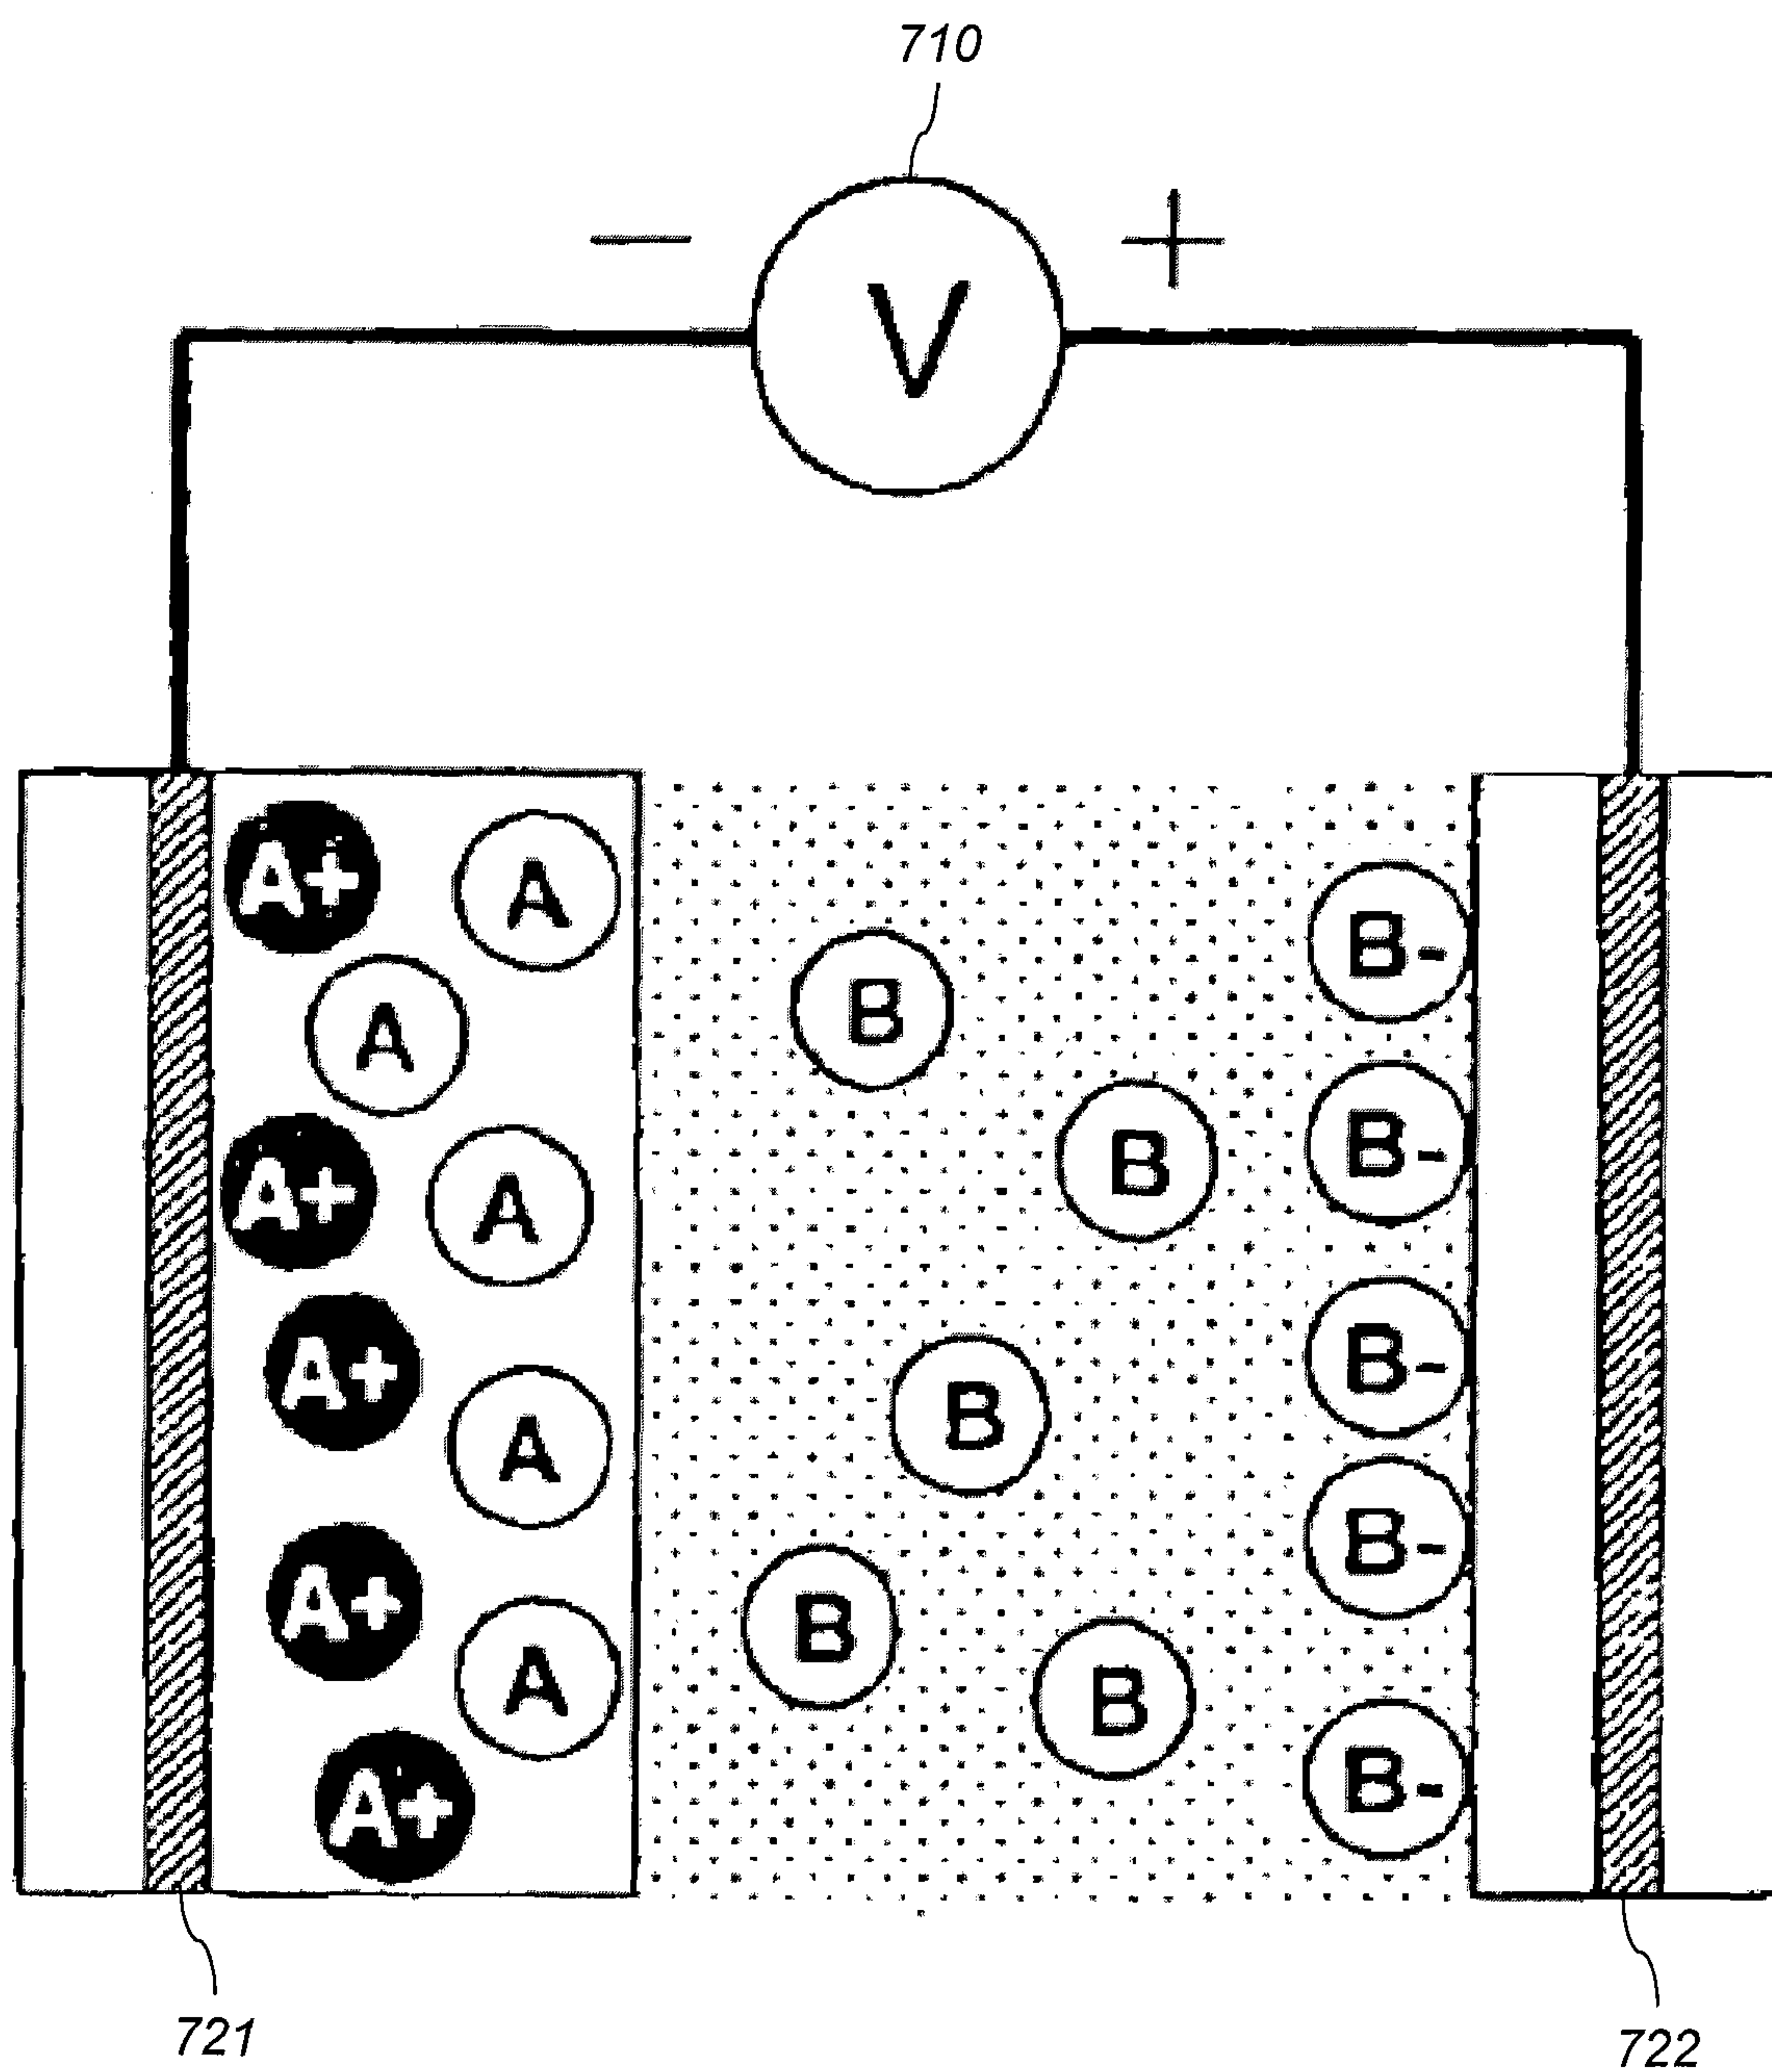 710
− +
V
A+ A
B-
A B
B-
A+ A B
B-
A+ B
A
B-
A+ B
A B
B-
A+
721 722